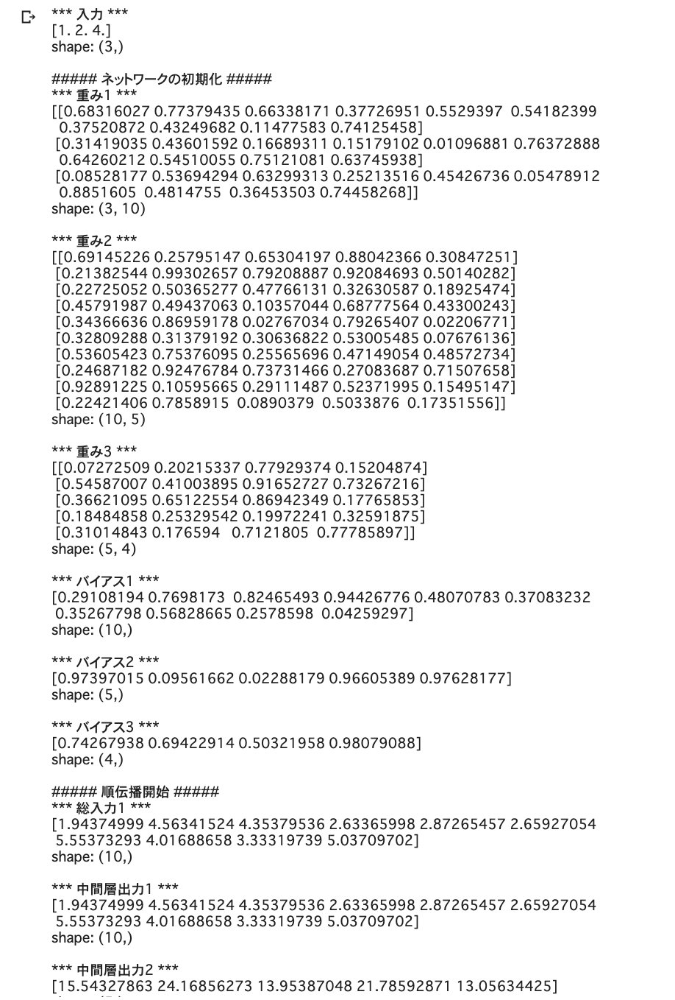 *** 入力 ***
[1. 2. 4.]
shape: (3,)
##### ネットワークの初期化 #####
*** 重み1 ***
[[0.68316027 0.77379435 0.66338171 0.37726951 0.5529397  0.54182399
  0.37520872 0.43249682 0.11477583 0.74125458]
 [0.31419035 0.43601592 0.16689311 0.15179102 0.01096881 0.76372888
  0.64260212 0.54510055 0.75121081 0.63745938]
 [0.08528177 0.53694294 0.63299313 0.25213516 0.45426736 0.05478912
  0.8851605  0.4814755  0.36453503 0.74458268]]
shape: (3, 10)
*** 重み2 ***
[[0.69145226 0.25795147 0.65304197 0.88042366 0.30847251]
 [0.21382544 0.99302657 0.79208887 0.92084693 0.50140282]
 [0.22725052 0.50365277 0.47766131 0.32630587 0.18925474]
 [0.45791987 0.49437063 0.10357044 0.68777564 0.43300243]
 [0.34366636 0.86959178 0.02767034 0.79265407 0.02206771]
 [0.32809288 0.31379192 0.30636822 0.53005485 0.07676136]
 [0.53605423 0.75376095 0.25565696 0.47149054 0.48572734]
 [0.24687182 0.92476784 0.73731466 0.27083687 0.71507658]
 [0.92891225 0.10595665 0.29111487 0.52371995 0.15495147]
 [0.22421406 0.7858915  0.0890379  0.5033876  0.17351556]]
shape: (10, 5)
*** 重み3 ***
[[0.07272509 0.20215337 0.77929374 0.15204874]
 [0.54587007 0.41003895 0.91652727 0.73267216]
 [0.36621095 0.65122554 0.86942349 0.17765853]
 [0.18484858 0.25329542 0.19972241 0.32591875]
 [0.31014843 0.176594   0.7121805  0.77785897]]
shape: (5, 4)
*** バイアス1 ***
[0.29108194 0.7698173  0.82465493 0.94426776 0.48070783 0.37083232
 0.35267798 0.56828665 0.2578598  0.04259297]
shape: (10,)
*** バイアス2 ***
[0.97397015 0.09561662 0.02288179 0.96605389 0.97628177]
shape: (5,)
*** バイアス3 ***
[0.74267938 0.69422914 0.50321958 0.98079088]
shape: (4,)
##### 順伝播開始 #####
*** 総入力1 ***
[1.94374999 4.56341524 4.35379536 2.63365998 2.87265457 2.65927054
 5.55373293 4.01688658 3.33319739 5.03709702]
shape: (10,)
*** 中間層出力1 ***
[1.94374999 4.56341524 4.35379536 2.63365998 2.87265457 2.65927054
 5.55373293 4.01688658 3.33319739 5.03709702]
shape: (10,)
*** 中間層出力2 ***
[15.54327863 24.16856273 13.95387048 21.78592871 13.05634425]